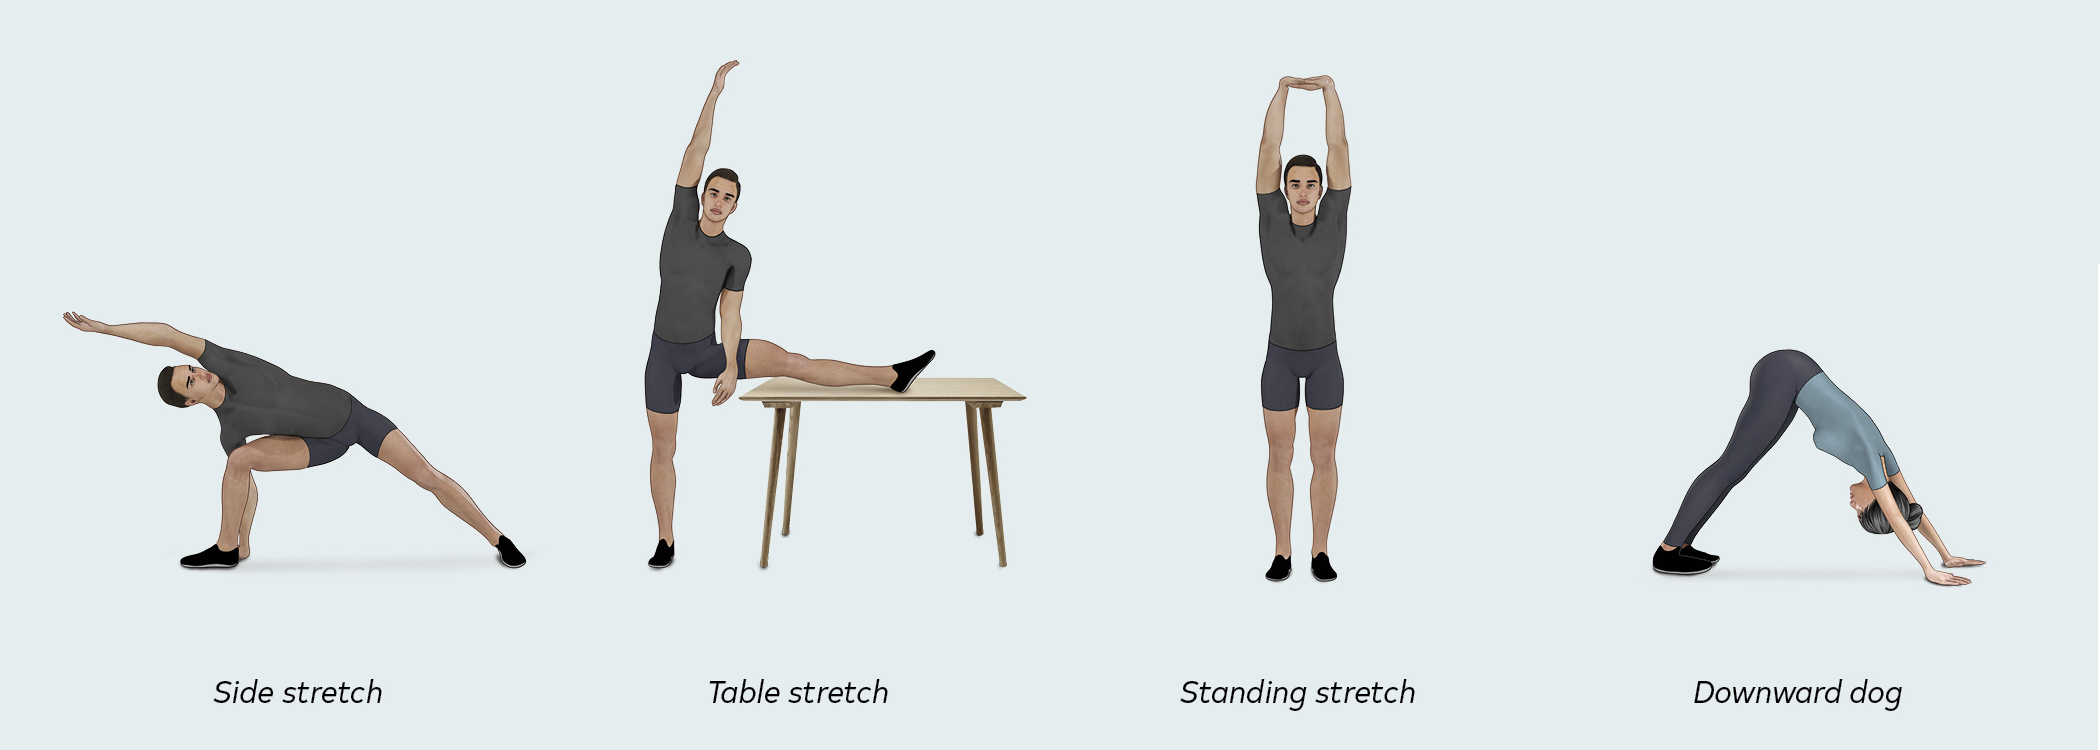 Side stretch
Table stretch
Standing stretch
Downward dog